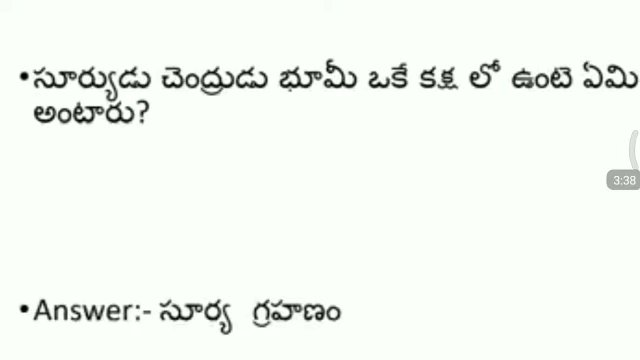 •సూర్యుడు చెంద్రుడు భూమీ ఒకే కక్ష లో ఉంటె ఏమి
అంటారు?
3:38
•Answer:- సూర్య గ్రహణం